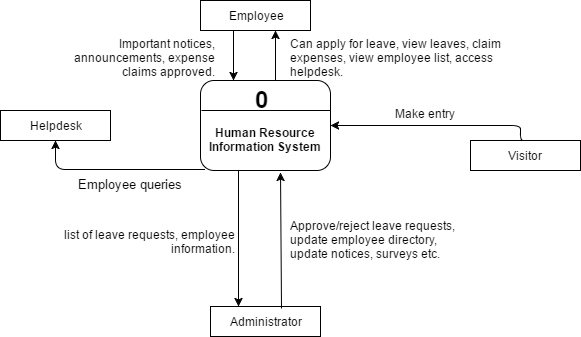 Employee
Important notices,
announcements, expense
claims approved.
Can apply for leave, view leaves, claim
expenses, view employee list, access
helpdesk.
0
Human Resource
Information System
Helpdesk
Make entry
Visitor
Employee queries
list of leave requests, employee
information.
Approve/reject leave requests,
update employee directory,
update notices, surveys etc.
Administrator